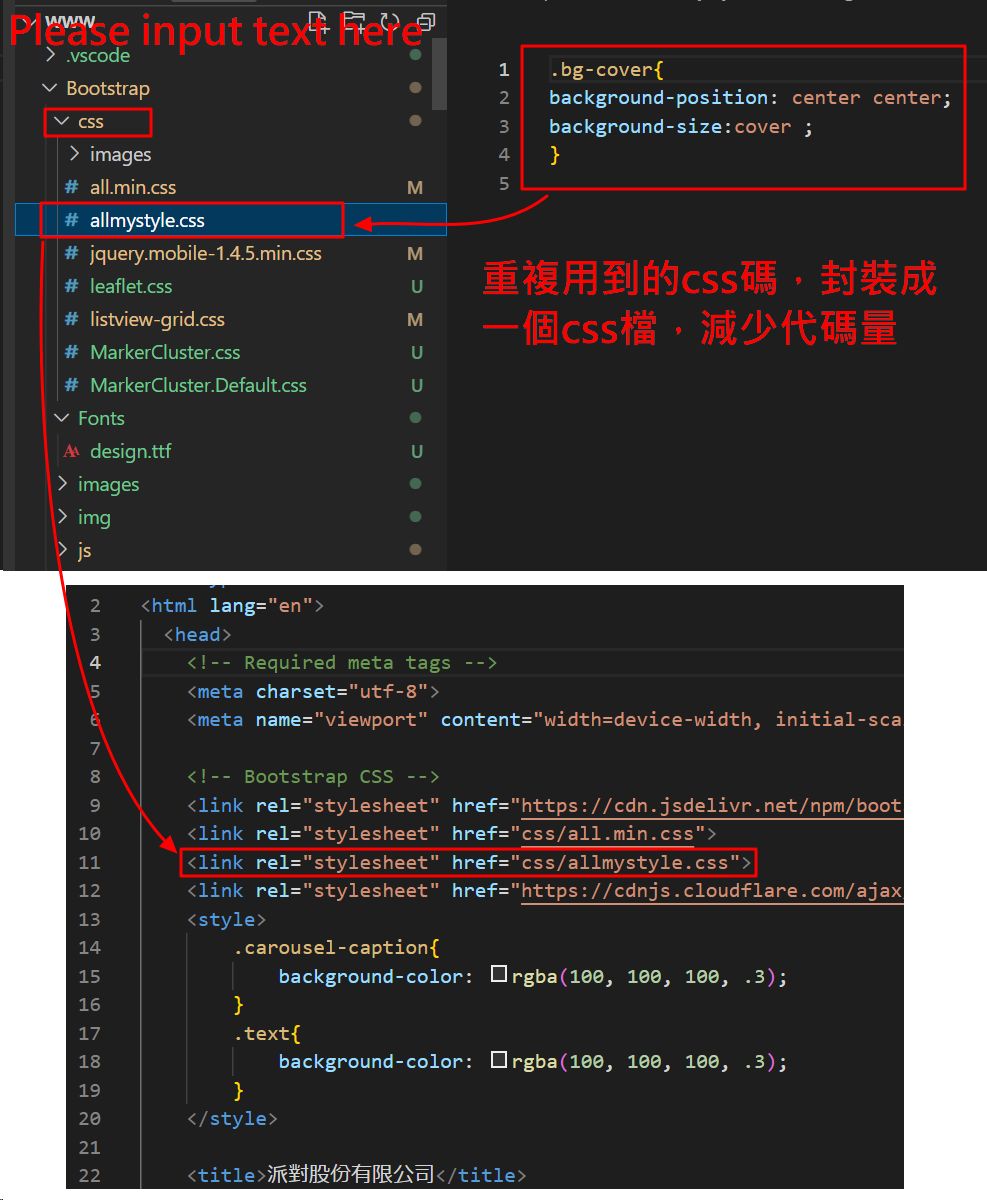 www
Please input text here
.vscode
Bootstrap
css
images
# all.min.css M
# allmystyle.css
# jquery.mobile-1.4.5.min.css M
# leaflet.css U
# listview-grid.css M
# MarkerCluster.css U
# MarkerCluster.Default.css U
Fonts
design.ttf U
images
img
js
1 .bg-cover{
2 background-position: center center;
3 background-size:cover ;
4 }
5
重複用到的css碼，封裝成
一個css檔，減少代碼量
2 <html lang="en">
3 <head>
4 <!-- Required meta tags -->
5 <meta charset="utf-8">
6 <meta name="viewport" content="width=device-width, initial-sca
7
8 <!-- Bootstrap CSS -->
9 <link rel="stylesheet" href="https://cdn.jsdelivr.net/npm/boot
10 <link rel="stylesheet" href="css/all.min.css">
11 <link rel="stylesheet" href="css/allmystyle.css">
12 <link rel="stylesheet" href="https://cdnjs.cloudflare.com/ajax
13 <style>
14 .carousel-caption{
15 background-color: rgba(100, 100, 100, .3);
16 }
17 .text{
18 background-color: rgba(100, 100, 100, .3);
19 }
20 </style>
21
22 <title>派對股份有限公司</title>